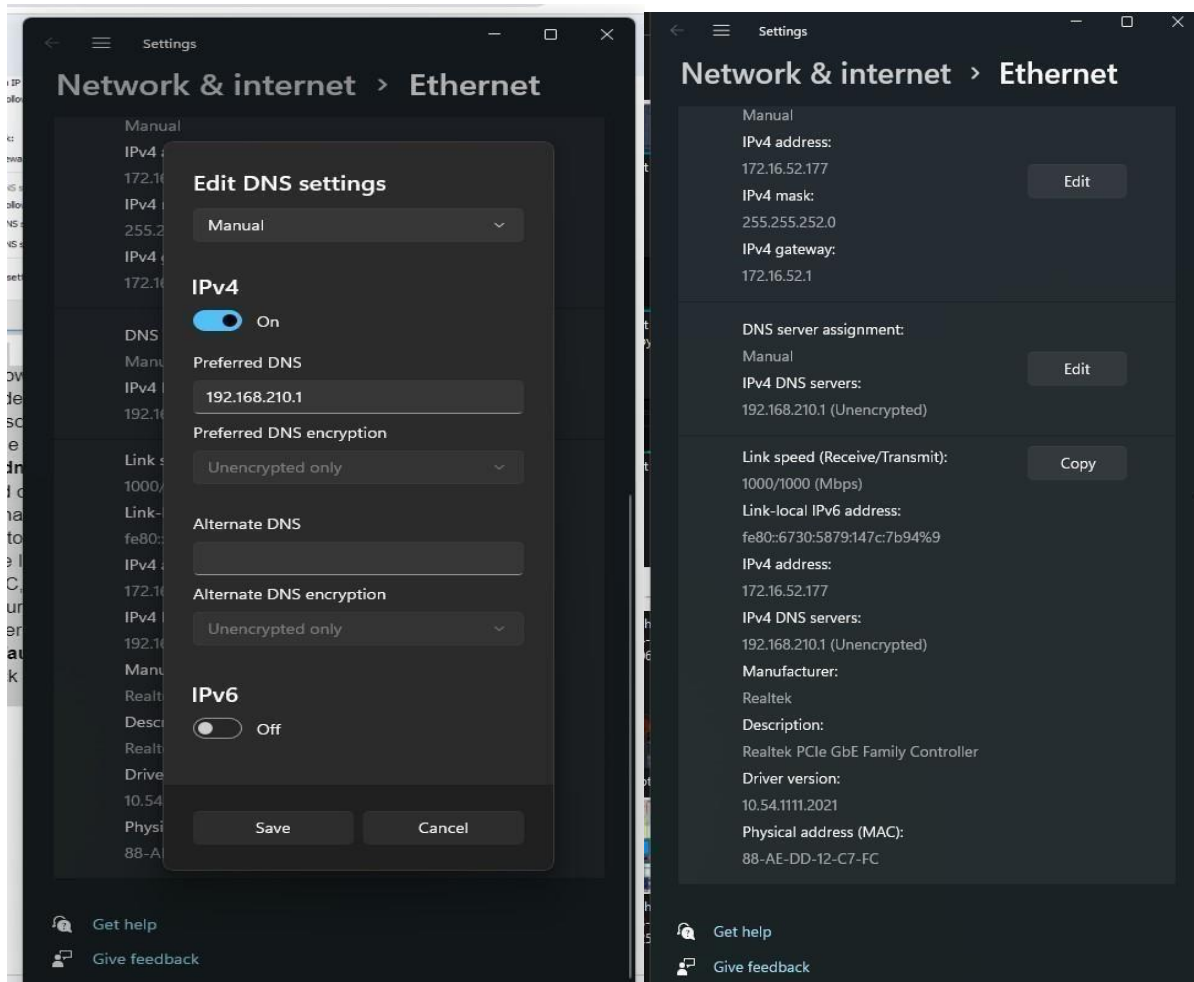 Settings
Network & internet > Ethernet
Manual
IPv4
172.16
IPv4
255.2
IPv4
172.16
DNS
Manu
IPv4
192.16
Link s
1000/
Link-
fe80::
IPv4
172.16
IPv4
192.16
Manu
Realt
Descr
Realt
Drive
10.54
Physi
88-A
Edit DNS settings
Manual
IPv4
On
Preferred DNS
192.168.210.1
Preferred DNS encryption
Unencrypted only
Alternate DNS
Alternate DNS encryption
Unencrypted only
IPv6
Off
Save
Cancel
Get help
Give feedback
Settings
Network & internet > Ethernet
Manual
IPv4 address:
172.16.52.177
Edit
IPv4 mask:
255.255.252.0
IPv4 gateway:
172.16.52.1
DNS server assignment:
Manual
Edit
IPv4 DNS servers:
192.168.210.1 (Unencrypted)
Link speed (Receive/Transmit):
Copy
1000/1000 (Mbps)
Link-local IPv6 address:
fe80::6730:5879:147c:7b94%9
IPv4 address:
172.16.52.177
IPv4 DNS servers:
192.168.210.1 (Unencrypted)
Manufacturer:
Realtek
Description:
Realtek PCIe GbE Family Controller
Driver version:
10.54.1111.2021
Physical address (MAC):
88-AE-DD-12-C7-FC
Get help
Give feedback